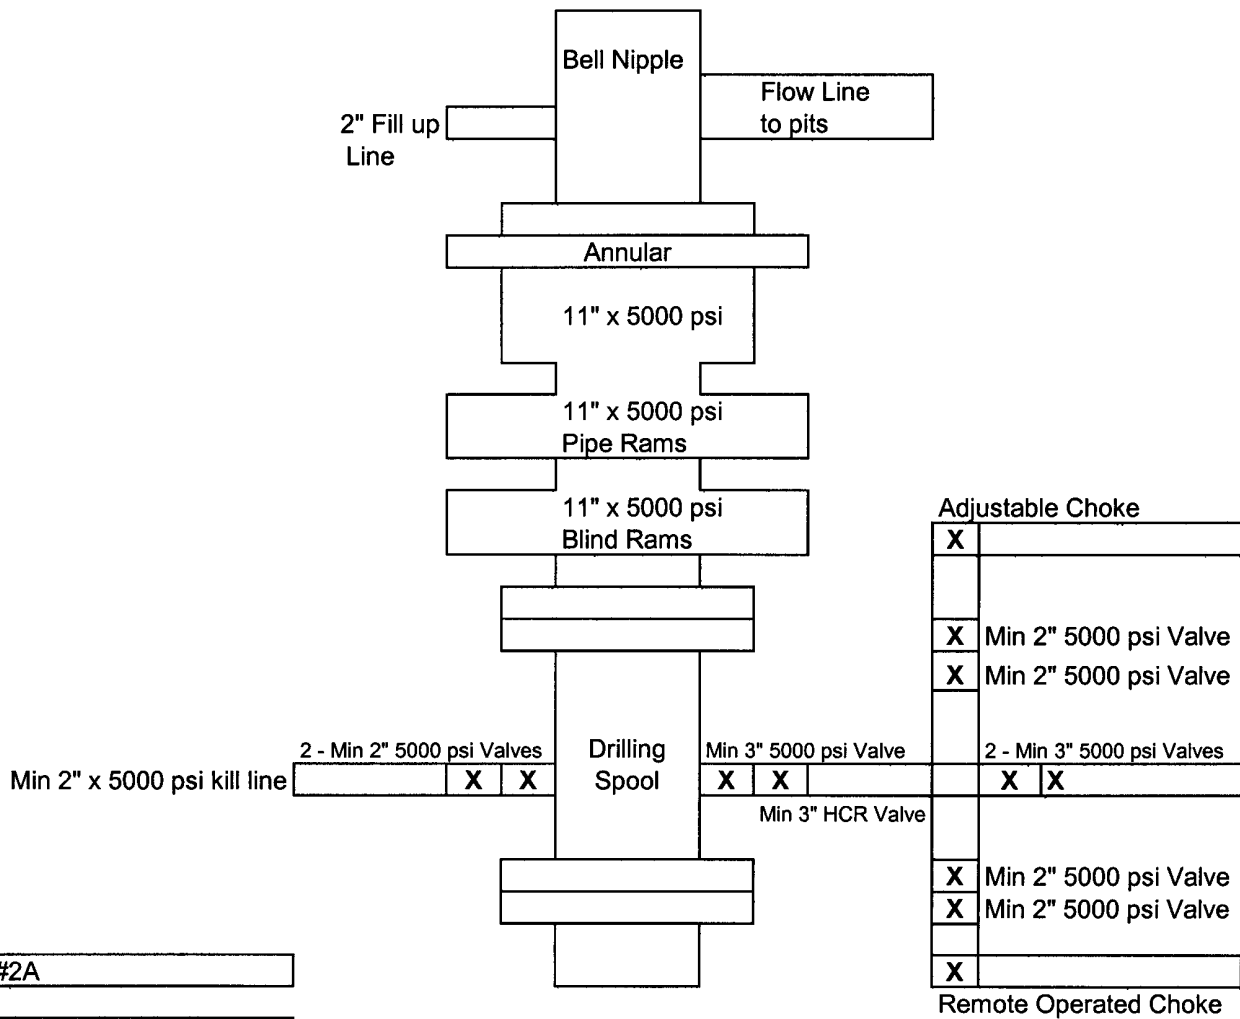 Bell Nipple
Flow Line
to pits
2" Fill up
Line
Annular
11" x 5000 psi
11" x 5000 psi
Pipe Rams
11" x 5000 psi
Blind Rams
Adjustable Choke
X
X Min 2" 5000 psi Valve
X Min 2" 5000 psi Valve
2 - Min 2" 5000 psi Valves
Drilling
Spool
Min 3" 5000 psi Valve
2 - Min 3" 5000 psi Valves
Min 2" x 5000 psi kill line
X X
X X
X X
Min 3" HCR Valve
X Min 2" 5000 psi Valve
X Min 2" 5000 psi Valve
#2A
X
Remote Operated Choke